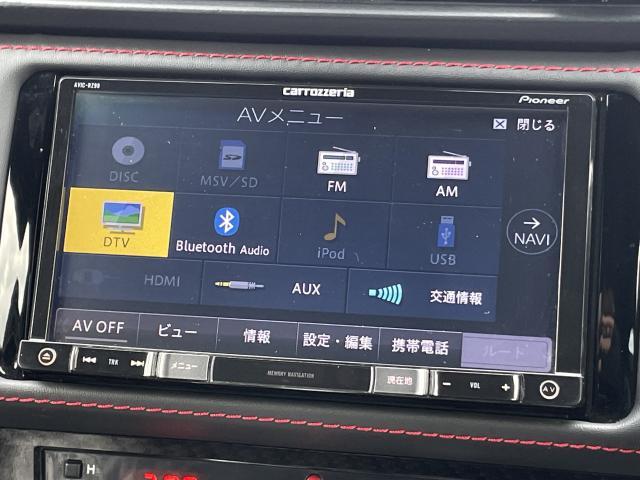 AVIC-RZ99
carrozzeria
Pioneer
AVメニュー
閉じる
DISC MSV/SD FM AM
DTV Bluetooth Audio iPod USB
→ NAVI
HDMI AUX 交通情報
AV OFF ビュー 情報 設定・編集 携帯電話 ルート
TRK メニュー MEMORY NAVIGATION 現在地 − VOL + AV
H